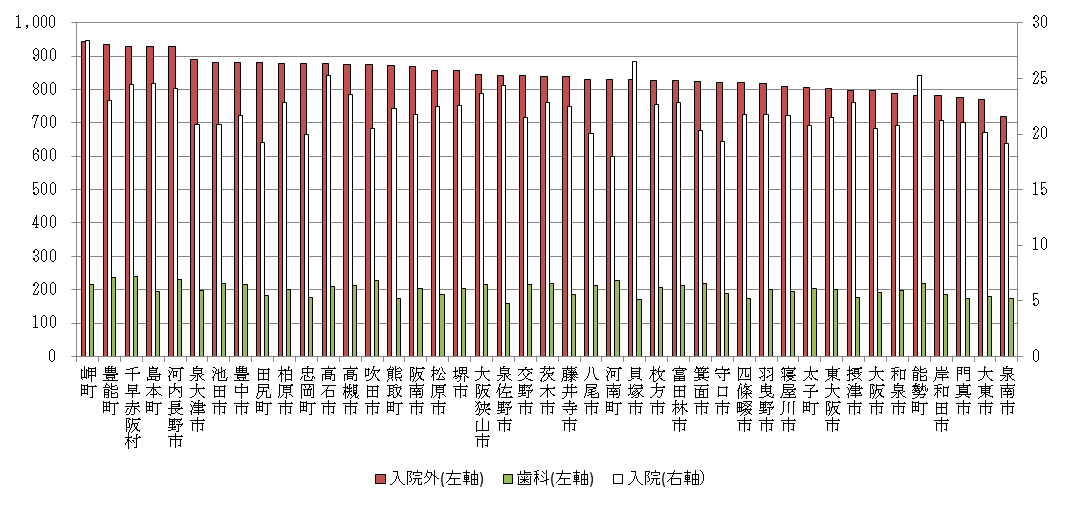 1,000
900
800
700
600
500
400
300
200
100
0
30
25
20
15
10
5
0
岬町
豊能町
千早赤阪村
島本町
河内長野市
泉大津市
池田市
豊中市
田尻町
柏原市
忠岡町
高石市
高槻市
吹田市
熊取町
阪南市
松原市
堺市
大阪狭山市
泉佐野市
交野市
茨木市
藤井寺市
八尾市
河南町
貝塚市
枚方市
富田林市
箕面市
守口市
四條畷市
羽曳野市
寝屋川市
太子町
東大阪市
摂津市
大阪市
和泉市
能勢町
岸和田市
門真市
大東市
泉南市
入院外(左軸) 歯科(左軸) 入院(右軸)